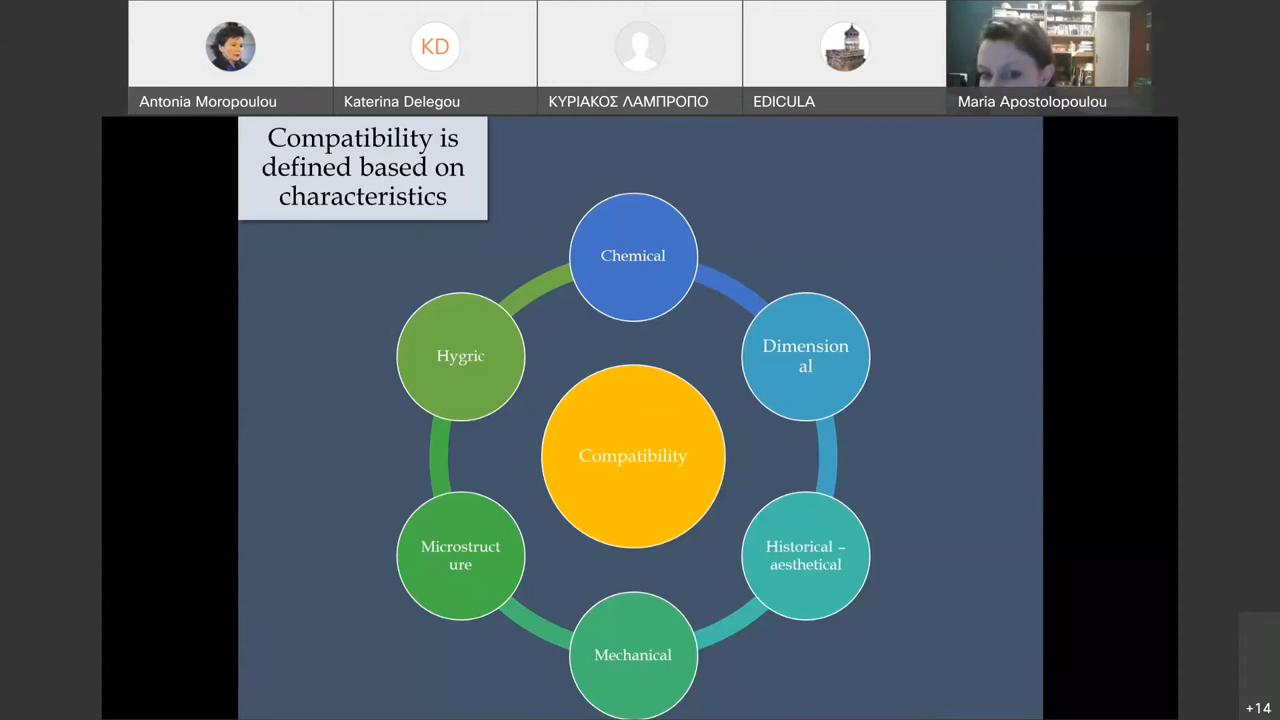 KD
Antonia Moropoulou
Katerina Delegou
ΚΥΡΙΑΚΟΣ ΛΑΜΠΡΟΠΟ
EDICULA
Maria Apostolopoulou
Compatibility is
defined based on
characteristics
Chemical
Dimension
al
Historical –
aesthetical
Mechanical
Microstruct
ure
Hygric
Compatibility
+14